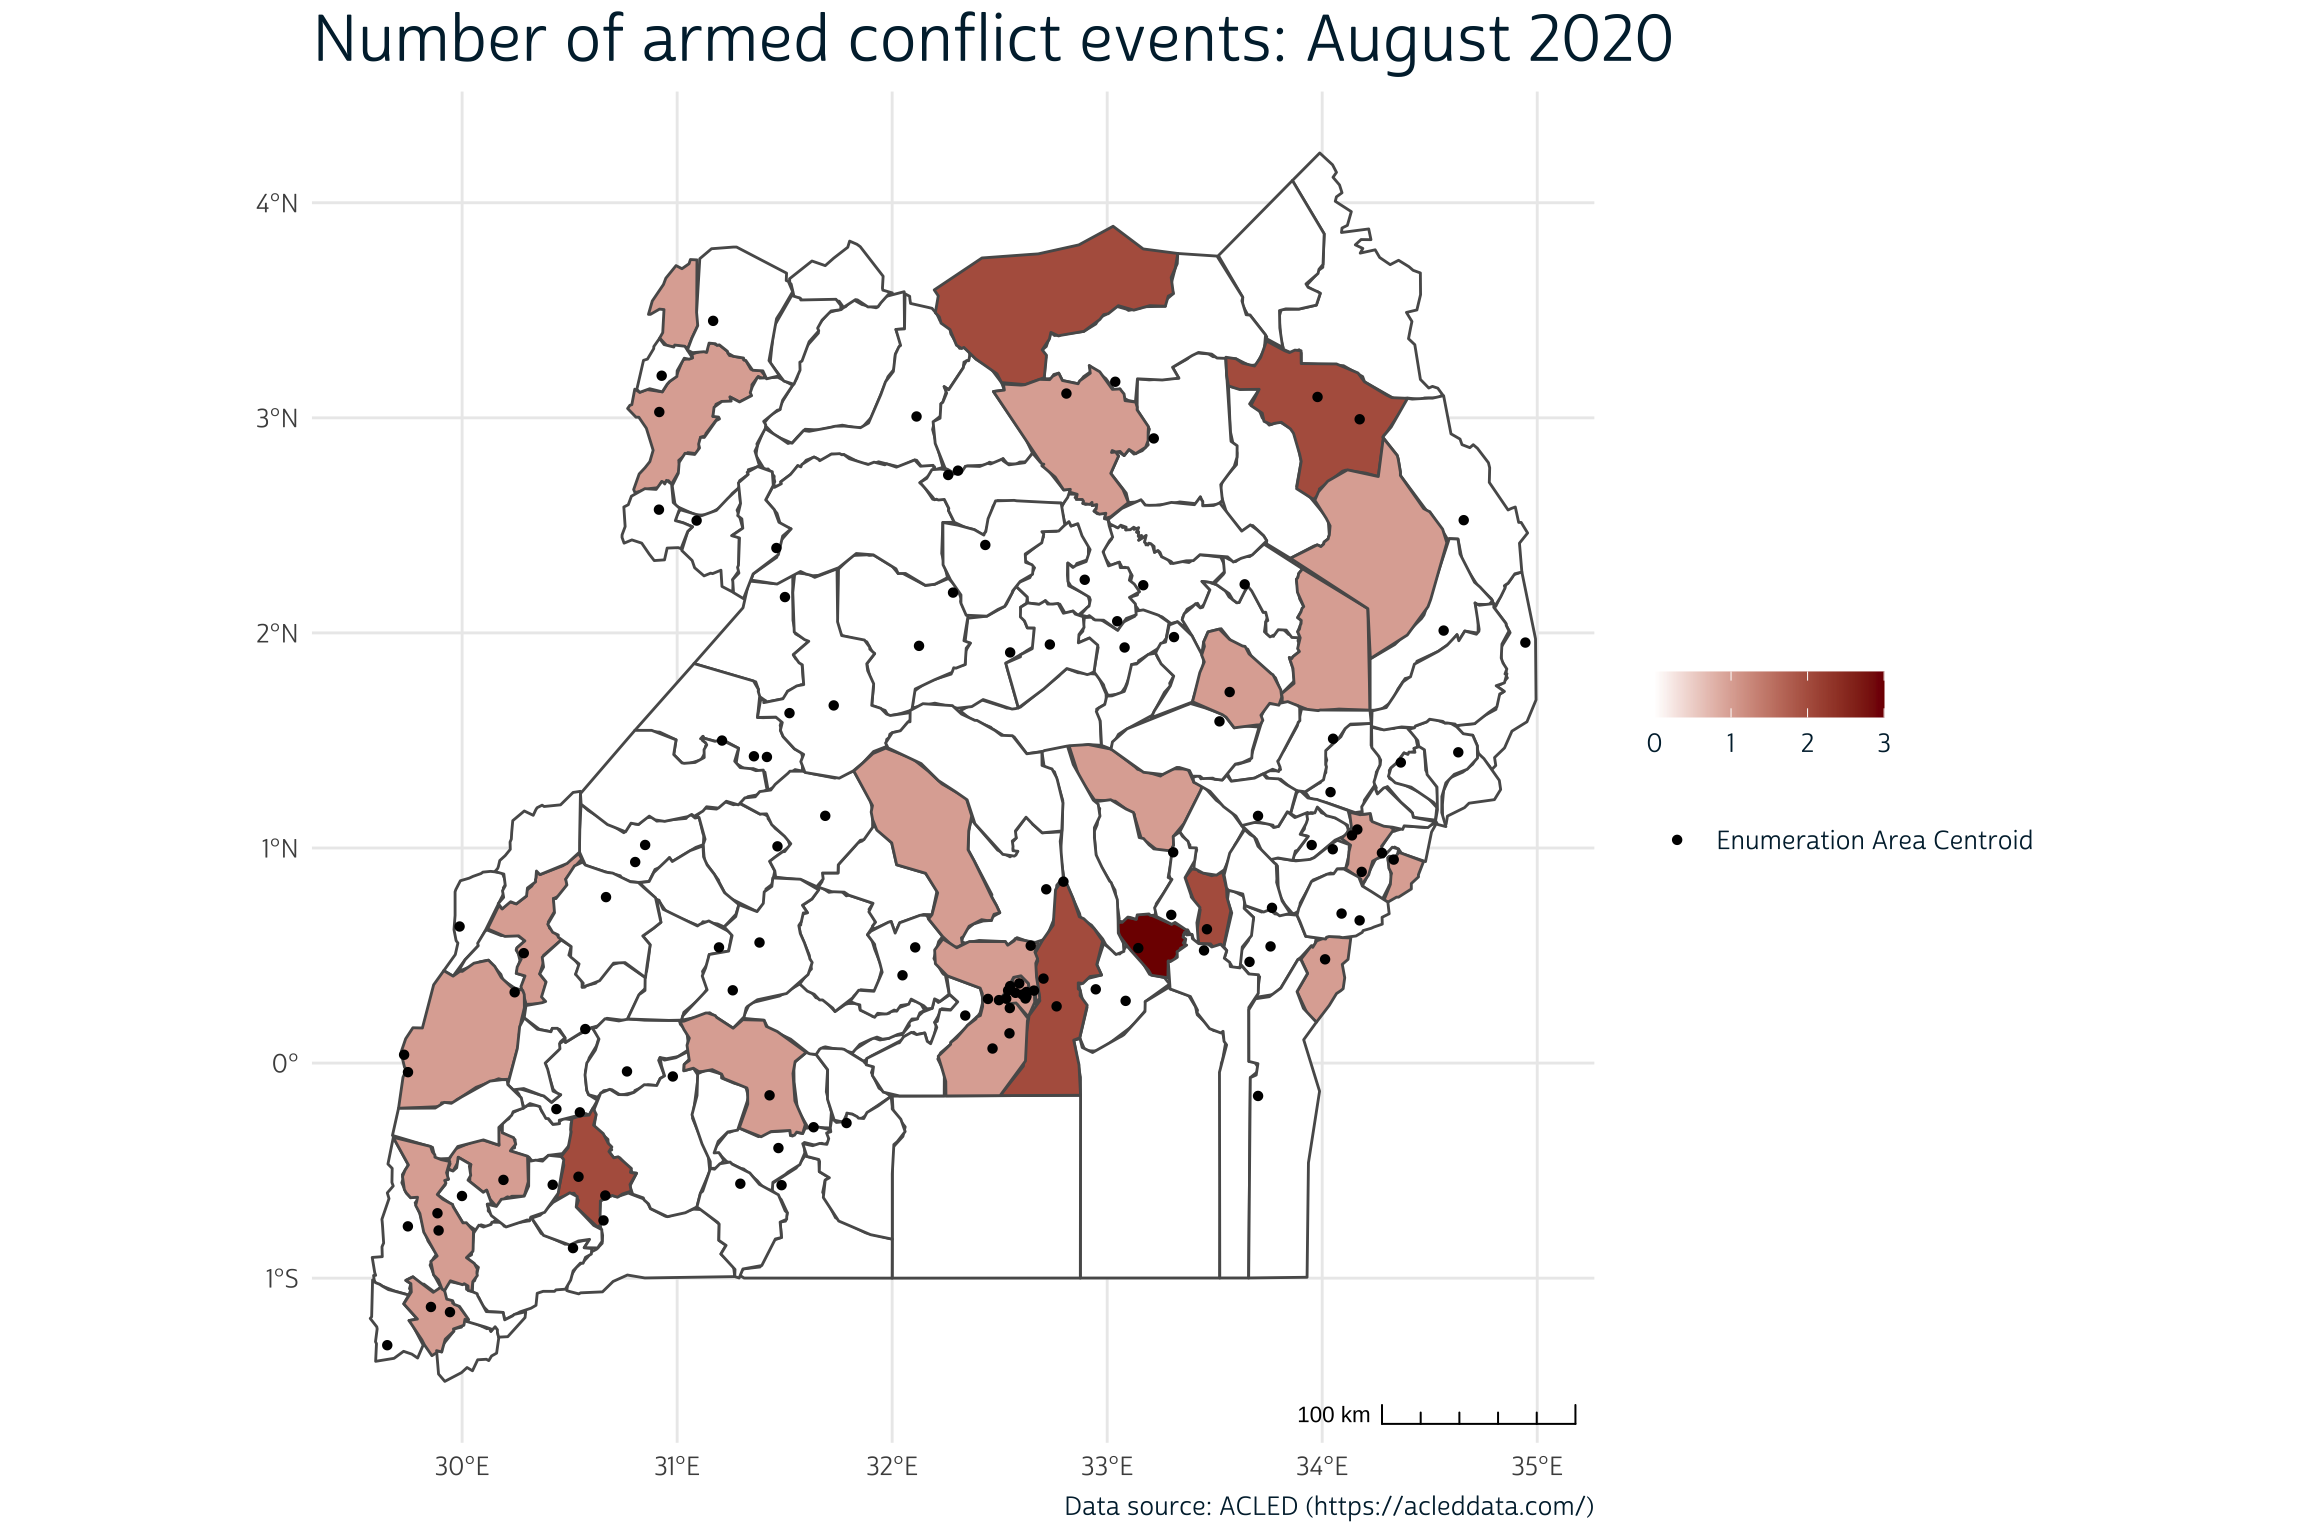 Number of armed conflict events: August 2020
4°N
3°N
2°N
1°N
0°
1°S
30°E 31°E 32°E 33°E 34°E 35°E
0 1 2 3
Enumeration Area Centroid
100 km
Data source: ACLED (https://acleddata.com/)